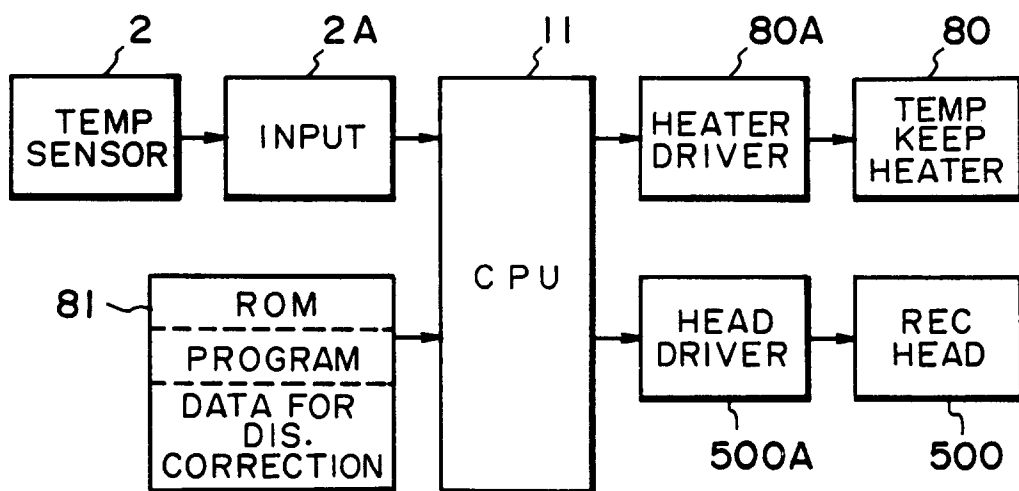 2
2A
11
80A
80
TEMP
SENSOR
INPUT
CPU
HEATER
DRIVER
TEMP
KEEP
HEATER
81
ROM
PROGRAM
DATA FOR
DIS.
CORRECTION
HEAD
DRIVER
REC
HEAD
500A
500